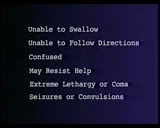 Unable to Swallow
Unable to Follow Directions
Confused
May Resist Help
Extreme Lethargy or Coma
Seizures or Convulsions